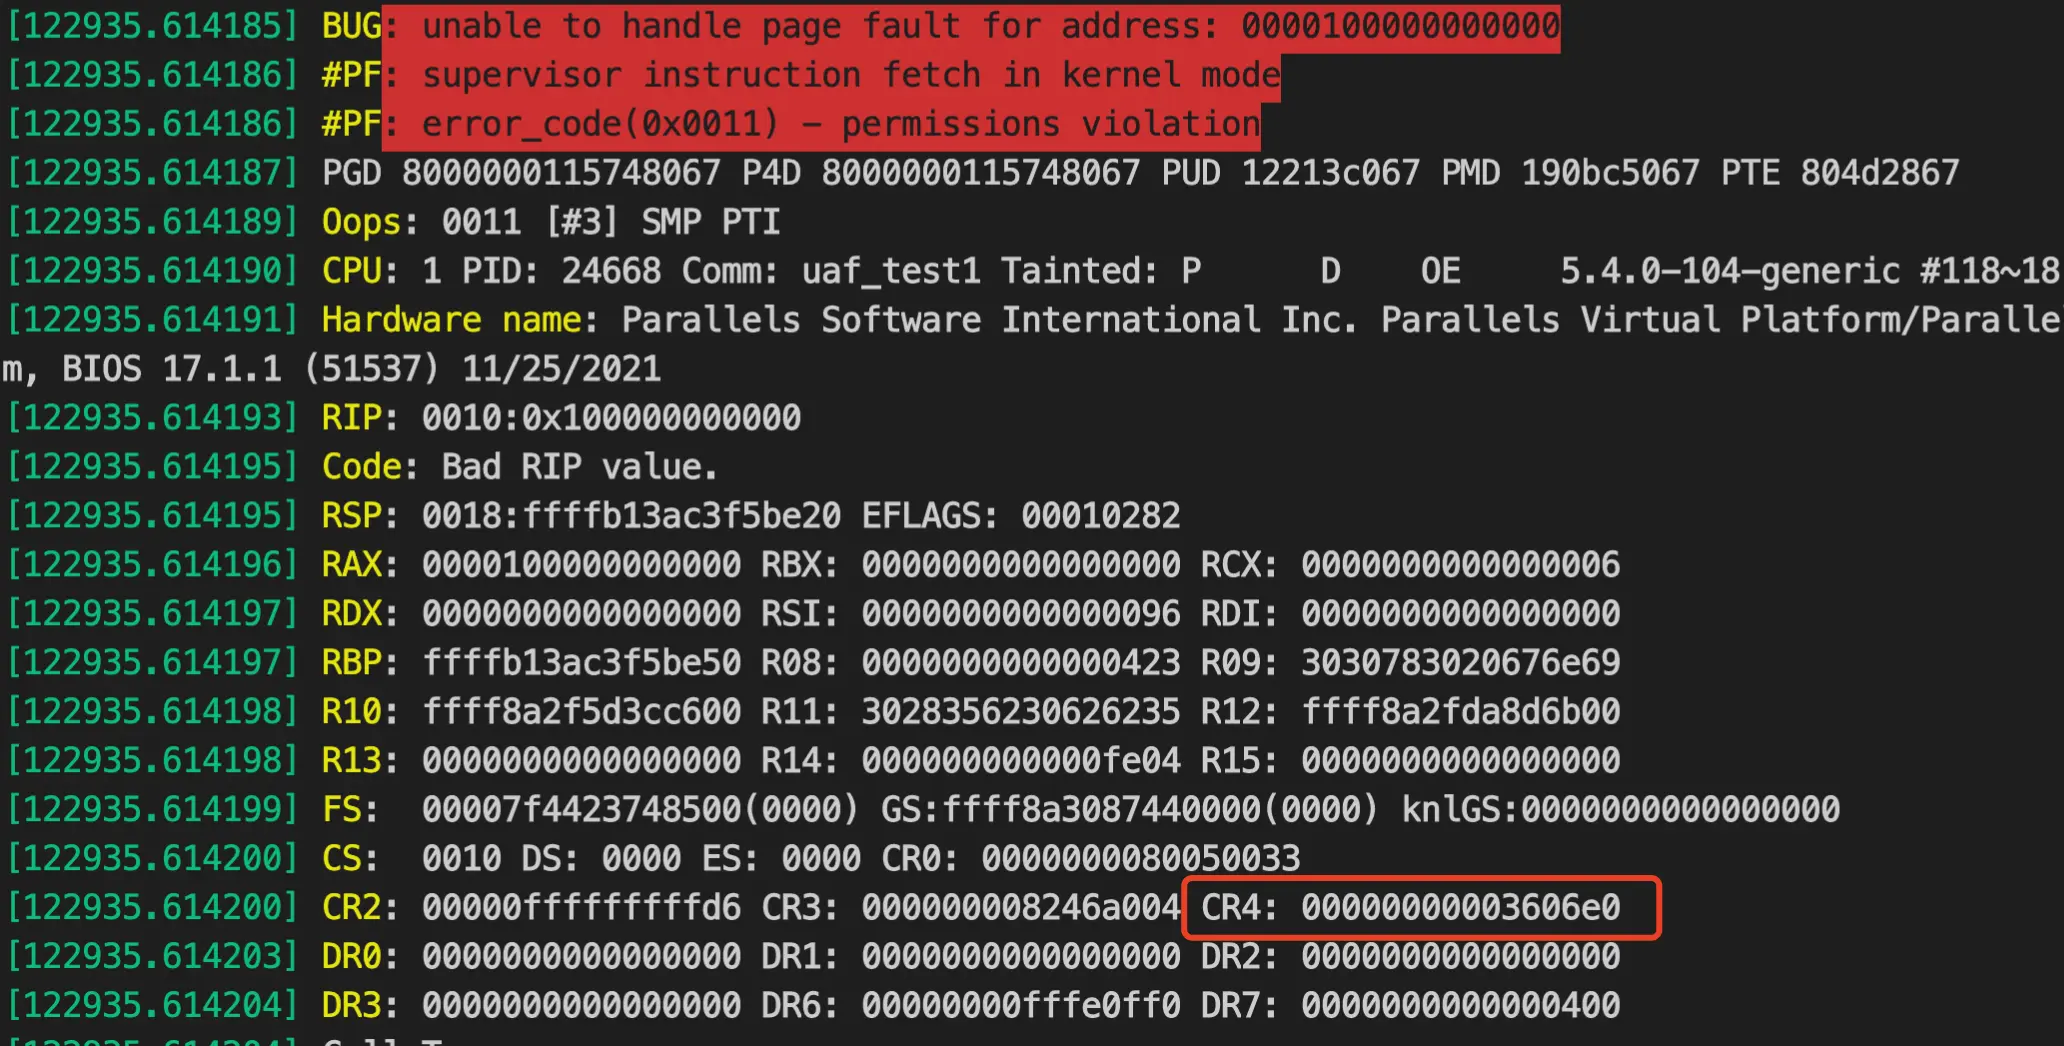 [122935.614185] BUG: unable to handle page fault for address: 0000100000000000
[122935.614186] #PF: supervisor instruction fetch in kernel mode
[122935.614186] #PF: error_code(0x0011) – permissions violation
[122935.614187] PGD 8000000115748067 P4D 8000000115748067 PUD 12213c067 PMD 190bc5067 PTE 804d2867
[122935.614189] Oops: 0011 [#3] SMP PTI
[122935.614190] CPU: 1 PID: 24668 Comm: uaf_test1 Tainted: P      D    OE     5.4.0-104-generic #118~18
[122935.614191] Hardware name: Parallels Software International Inc. Parallels Virtual Platform/Paralle
m, BIOS 17.1.1 (51537) 11/25/2021
[122935.614193] RIP: 0010:0x100000000000
[122935.614195] Code: Bad RIP value.
[122935.614195] RSP: 0018:ffffb13ac3f5be20 EFLAGS: 00010282
[122935.614196] RAX: 0000100000000000 RBX: 0000000000000000 RCX: 0000000000000006
[122935.614197] RDX: 0000000000000000 RSI: 0000000000000096 RDI: 0000000000000000
[122935.614197] RBP: ffffb13ac3f5be50 R08: 0000000000000423 R09: 3030783020676e69
[122935.614198] R10: ffff8a2f5d3cc600 R11: 3028356230626235 R12: ffff8a2fda8d6b00
[122935.614198] R13: 0000000000000000 R14: 000000000000fe04 R15: 0000000000000000
[122935.614199] FS:  00007f4423748500(0000) GS:ffff8a3087440000(0000) knlGS:0000000000000000
[122935.614200] CS:  0010 DS: 0000 ES: 0000 CR0: 0000000080050033
[122935.614200] CR2: 00000fffffffffd6 CR3: 000000008246a004 CR4: 00000000003606e0
[122935.614203] DR0: 0000000000000000 DR1: 0000000000000000 DR2: 0000000000000000
[122935.614204] DR3: 0000000000000000 DR6: 00000000fffe0ff0 DR7: 0000000000000400